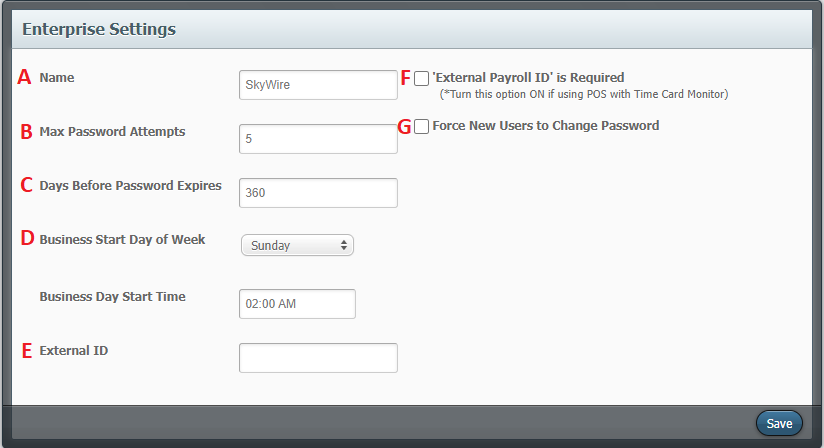 Enterprise Settings
A Name SkyWire
B Max Password Attempts 5
C Days Before Password Expires 360
D Business Start Day of Week Sunday
Business Day Start Time 02:00 AM
E External ID
F 'External Payroll ID' is Required
(*Turn this option ON if using POS with Time Card Monitor)
G Force New Users to Change Password
Save